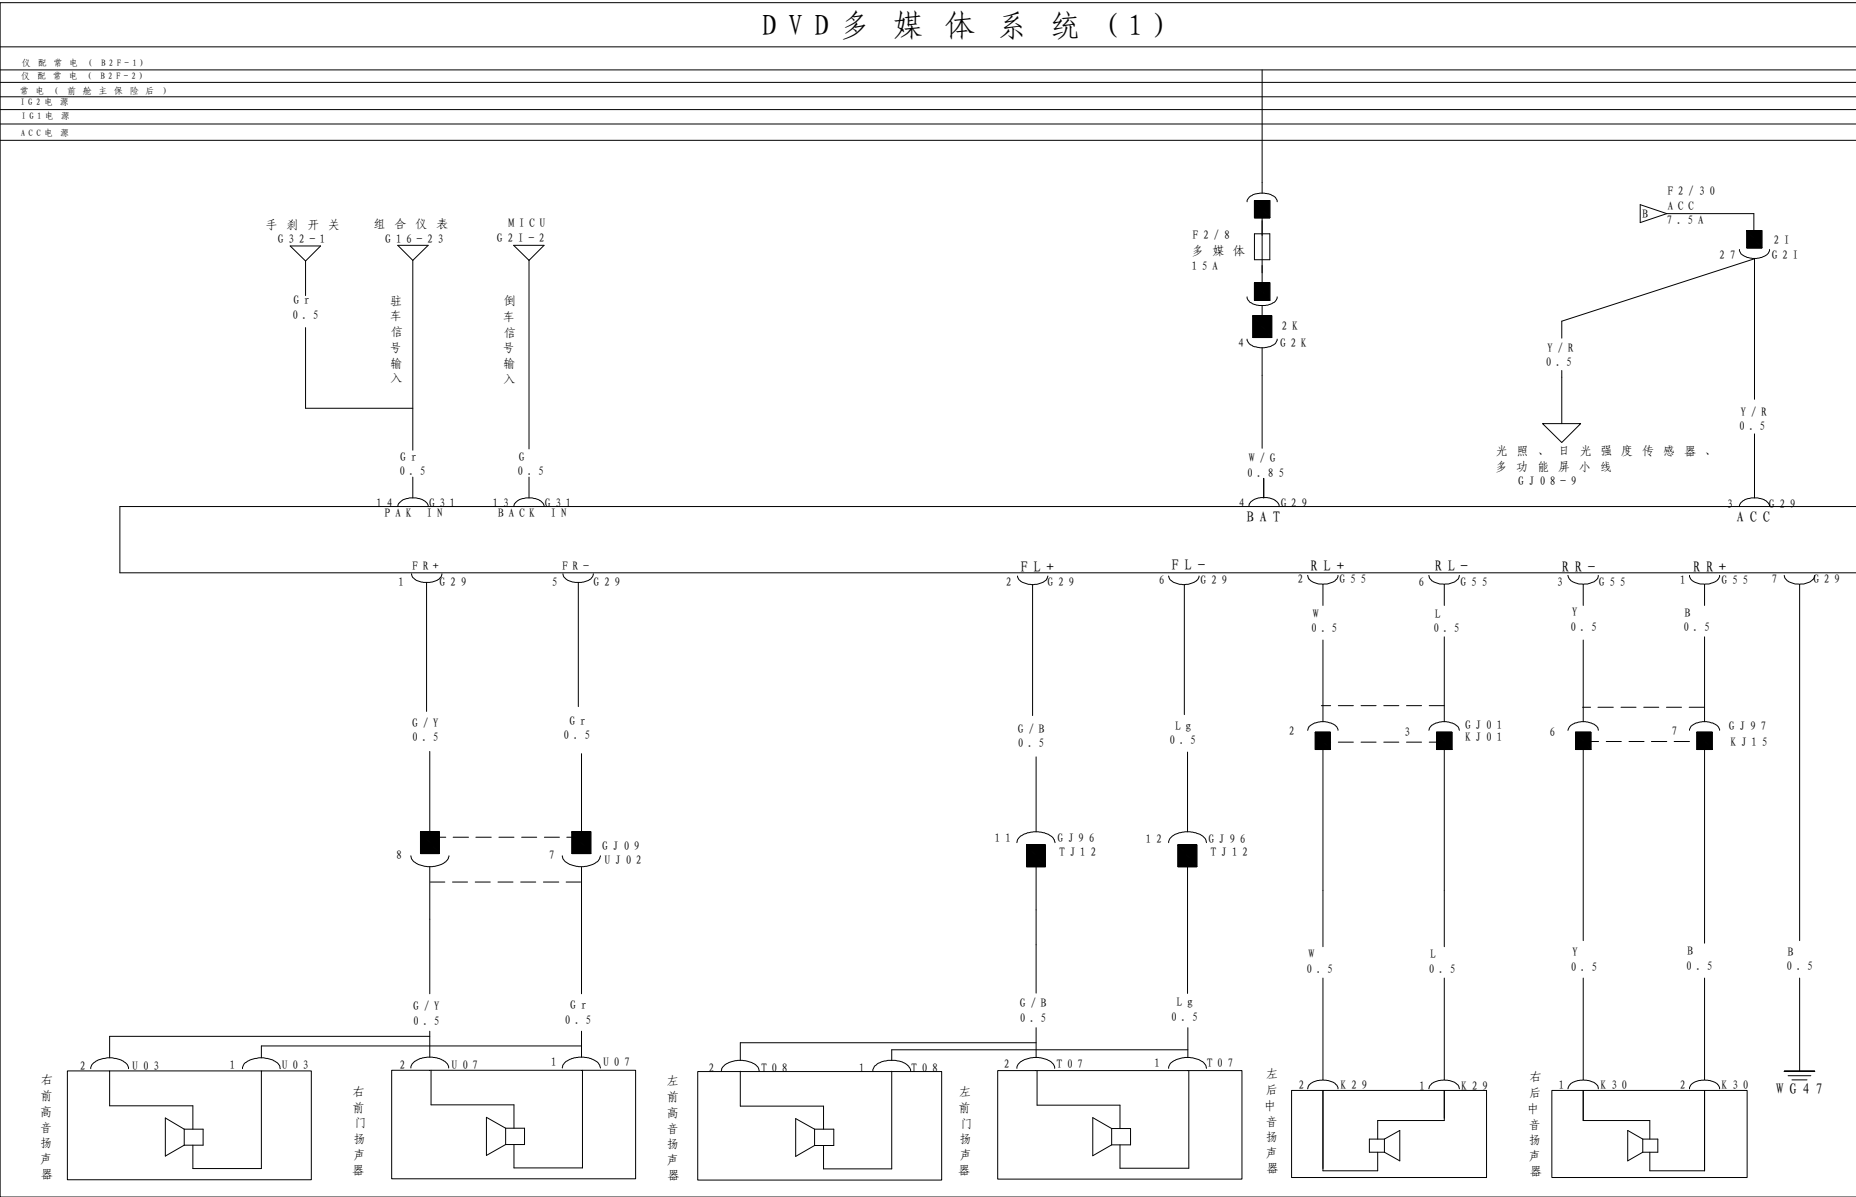 DVD多媒体系统(1)
仪配常电(B2F-1)
仪配常电(B2F-2)
常电(前舱主保险后)
IG2电源
IG1电源
ACC电源
手刹开关
G32-1
组合仪表
G16-23
MICU
G2I-2
Gr
0.5
驻车信号输入
倒车信号输入
F2/8
多媒体
15A
F2/30
ACC
7.5A
B
2I
27
G2I
2K
4
G2K
Y/R
0.5
Y/R
0.5
光照、日光强度传感器、
多功能屏小线
GJ08-9
Gr
0.5
G
0.5
W/G
0.85
14 G31
PAK IN
13 G31
BACK IN
4 G29
BAT
3 G29
ACC
FR+
1 G29
FR-
5 G29
FL+
2 G29
FL-
6 G29
RL+
2 G55
RL-
6 G55
RR-
3 G55
RR+
1 G55
7 G29
W
0.5
L
0.5
Y
0.5
B
0.5
G/Y
0.5
Gr
0.5
G/B
0.5
Lg
0.5
2
3
GJ01
KJ01
6
7
GJ97
KJ15
8
7
GJ09
UJ02
11
GJ96
TJ12
12
GJ96
TJ12
W
0.5
L
0.5
Y
0.5
B
0.5
B
0.5
G/Y
0.5
Gr
0.5
G/B
0.5
Lg
0.5
2 U03
1 U03
2 U07
1 U07
2 T08
1 T08
2 T07
1 T07
2 K29
1 K29
1 K30
2 K30
WG47
右前高音扬声器
右前门扬声器
左前高音扬声器
左前门扬声器
左后中音扬声器
右后中音扬声器